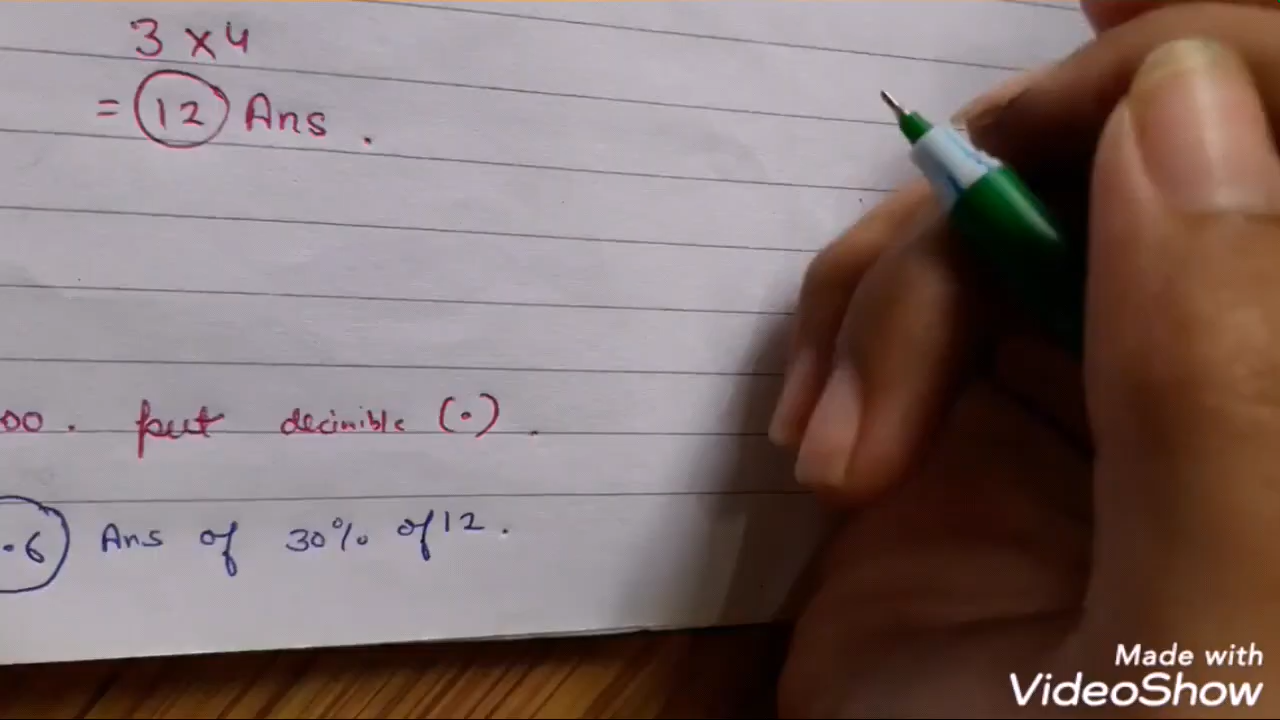 3 x 4
= 12 Ans.
00. put decimible (.).
.6 Ans of 30% of 12.
Made with
VideoShow